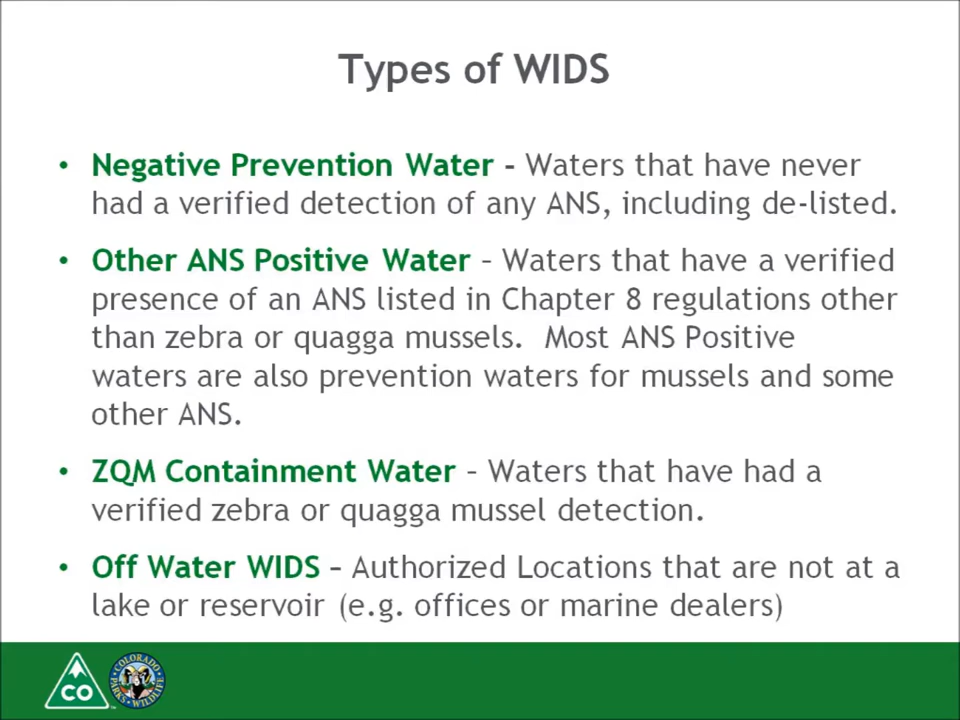 Types of WIDS
• Negative Prevention Water - Waters that have never
had a verified detection of any ANS, including de-listed.
• Other ANS Positive Water – Waters that have a verified
presence of an ANS listed in Chapter 8 regulations other
than zebra or quagga mussels.  Most ANS Positive
waters are also prevention waters for mussels and some
other ANS.
• ZQM Containment Water – Waters that have had a
verified zebra or quagga mussel detection.
• Off Water WIDS – Authorized Locations that are not at a
lake or reservoir (e.g. offices or marine dealers)
CO
TM
COLORADO
PARKS WILDLIFE